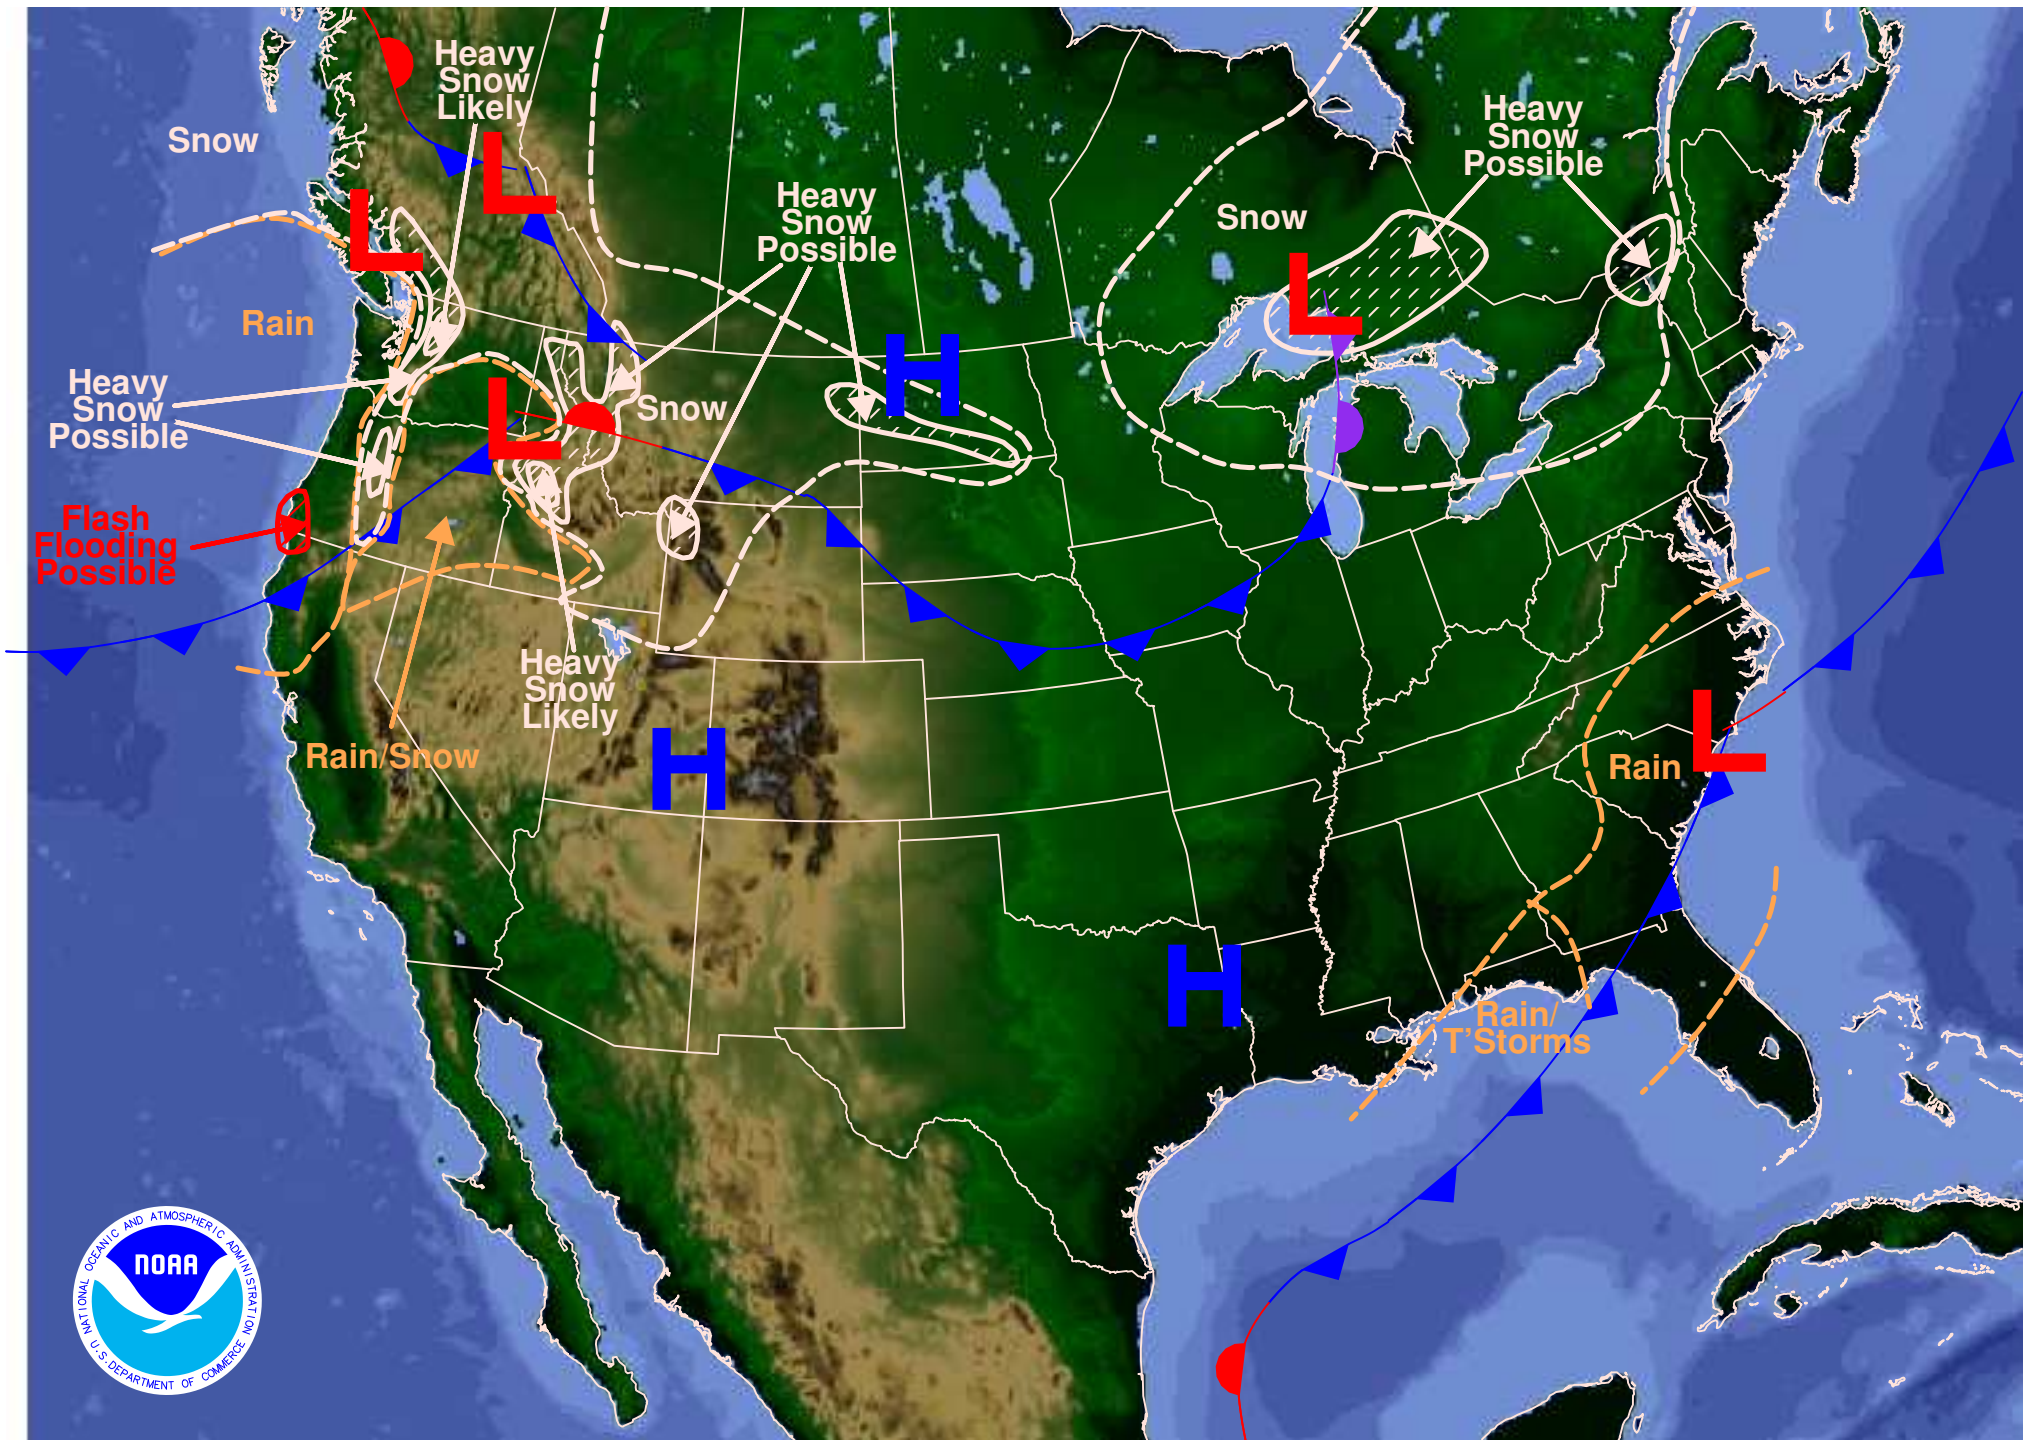 Heavy
Snow
Likely
Snow
L
L
Heavy
Snow
Possible
Heavy
Snow
Possible
Snow
L
Rain
H
Heavy
Snow
Possible
L
Snow
Flash
Flooding
Possible
Heavy
Snow
Likely
Rain/Snow
H
L
Rain
H
Rain/
T'Storms
NATIONAL OCEANIC AND ATMOSPHERIC ADMINISTRATION
NOAA
U.S. DEPARTMENT OF COMMERCE